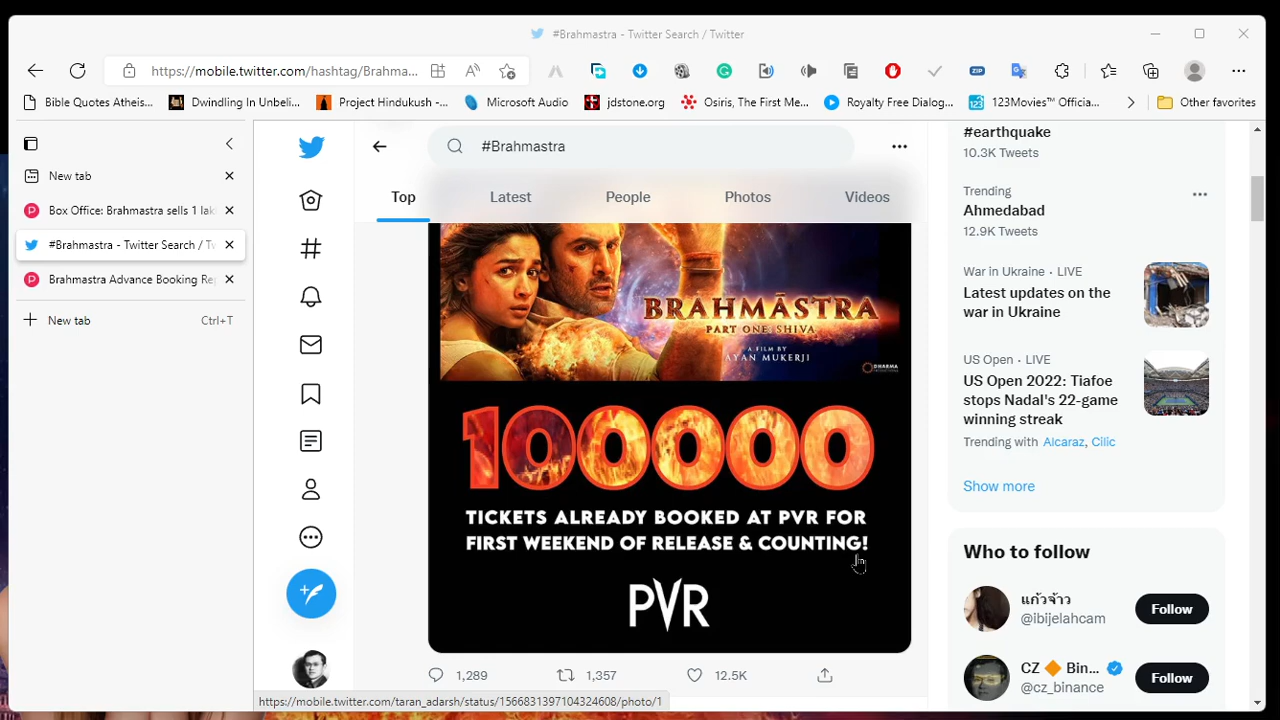 #Brahmastra - Twitter Search / Twitter
https://mobile.twitter.com/hashtag/Brahma...
Bible Quotes Atheis...
Dwindling In Unbeli...
Project Hindukush -...
Microsoft Audio
jdstone.org
Osiris, The First Me...
Royalty Free Dialog...
123Movies™ Officia...
Other favorites
New tab
Box Office: Brahmastra sells 1 lak
#Brahmastra - Twitter Search / Tw
Brahmastra Advance Booking Rep
New tab
Ctrl+T
#Brahmastra
Top
Latest
People
Photos
Videos
BRAHMĀSTRA
PART ONE: SHIVA
A FILM BY
AYAN MUKERJI
DHARMA
100000
TICKETS ALREADY BOOKED AT PVR FOR
FIRST WEEKEND OF RELEASE & COUNTING!
PVR
1,289
1,357
12.5K
#earthquake
10.3K Tweets
Trending
Ahmedabad
12.9K Tweets
War in Ukraine · LIVE
Latest updates on the
war in Ukraine
US Open · LIVE
US Open 2022: Tiafoe
stops Nadal's 22-game
winning streak
Trending with Alcaraz, Cilic
Show more
Who to follow
แก้วจ๋าว
@ibijelahcam
Follow
CZ 🔶 Bin...
@cz_binance
Follow
https://mobile.twitter.com/taran_adarsh/status/1566831397104324608/photo/1